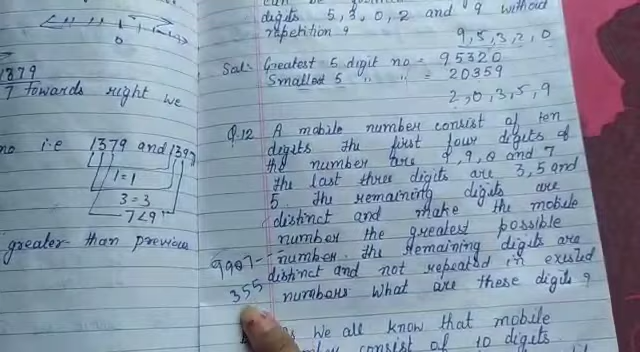 0
1379
7 towards right we
no i.e 1379 and 1397
1 = 1
3 = 3
7 < 9
greater than previous
digits 5, 3, 0, 2 and 9 without
repetition ?
9, 5, 3, 2, 0
Sol:- Greatest 5 digit no = 95320
Smallest 5 " " = 20359
2, 0, 3, 5, 9
Q.12 A mobile number consist of ten
digits the first four digits of
the number are 9, 9, 0 and 7
the last three digits are 3, 5 and
5. the remaining digits are
distinct and make the mobile
number the greatest possible
number. the remaining digits are
distinct and not repeated in existed
numbers what are these digits ?
9907-
355
we all know that mobile
consist of 10 digits